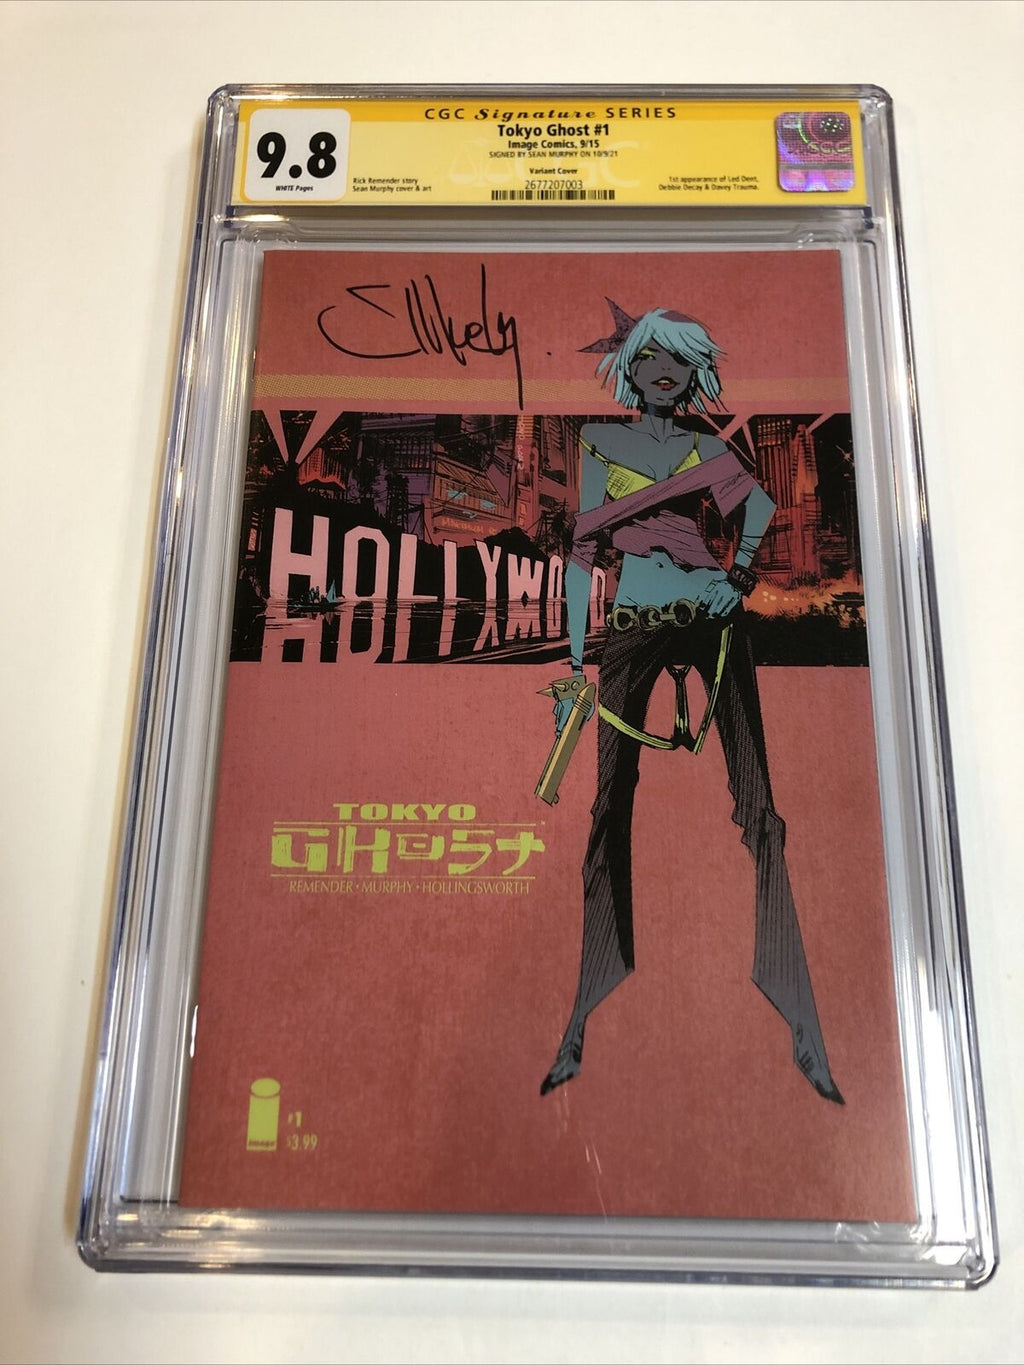 CGC Signature SERIES
Tokyo Ghost #1
Image Comics, 9/15
SIGNED BY SEAN MURPHY ON 10/9/21
Variant Cover
2677207003
9.8
WHITE Pages
Rick Remender story
Sean Murphy cover & art
1st appearance of Led Dent,
Debbie Decay & Davey Trauma.
CGC
HOLLYWOOD
TOKYO
GHOST
REMENDER • MURPHY • HOLLINGSWORTH
image
#1
$3.99